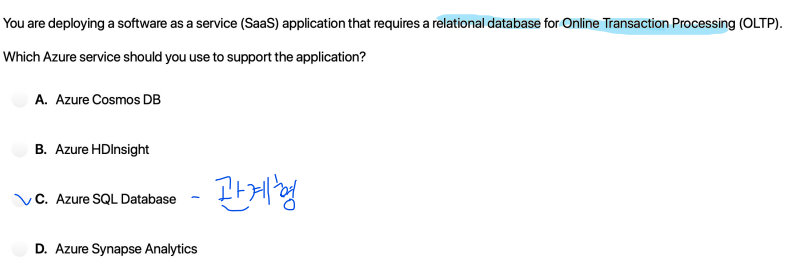 You are deploying a software as a service (SaaS) application that requires a relational database for Online Transaction Processing (OLTP).
Which Azure service should you use to support the application?
A. Azure Cosmos DB
B. Azure HDInsight
C. Azure SQL Database - 관계형
D. Azure Synapse Analytics